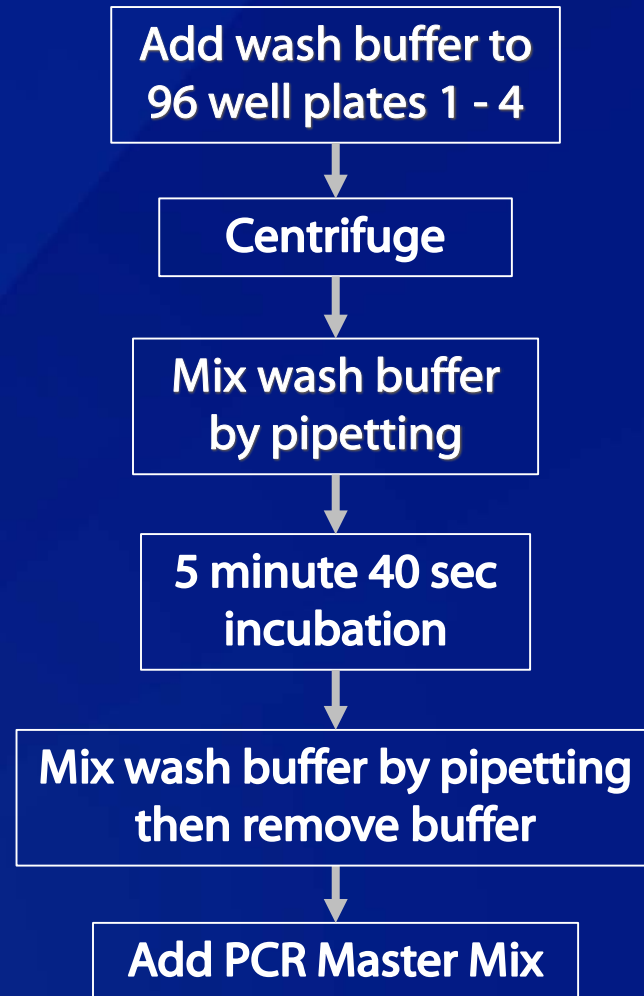 Add wash buffer to
96 well plates 1 - 4
Centrifuge
Mix wash buffer
by pipetting
5 minute 40 sec
incubation
Mix wash buffer by pipetting
then remove buffer
Add PCR Master Mix